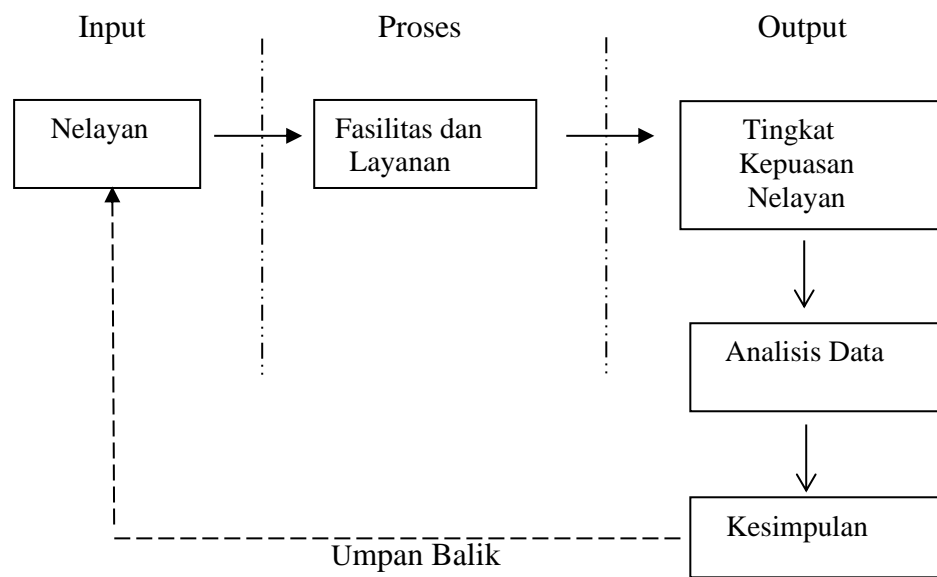 Input
Proses
Output
Nelayan
Fasilitas dan
Layanan
Tingkat
Kepuasan
Nelayan
Analisis Data
Kesimpulan
Umpan Balik